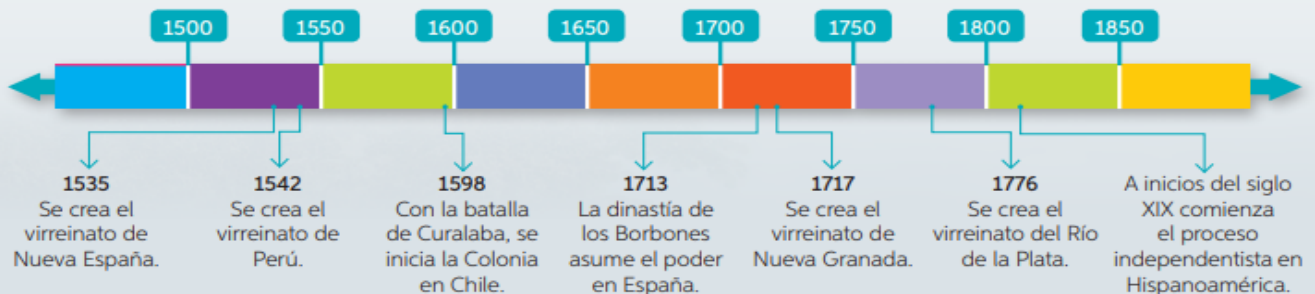 1500 1550 1600 1650 1700 1750 1800 1850
1535
Se crea el
virreinato de
Nueva España.
1542
Se crea el
virreinato de
Perú.
1598
Con la batalla
de Curalaba, se
inicia la Colonia
en Chile.
1713
La dinastía de
los Borbones
asume el poder
en España.
1717
Se crea el
virreinato de
Nueva Granada.
1776
Se crea el
virreinato del Río
de la Plata.
A inicios del siglo
XIX comienza
el proceso
independentista en
Hispanoamérica.